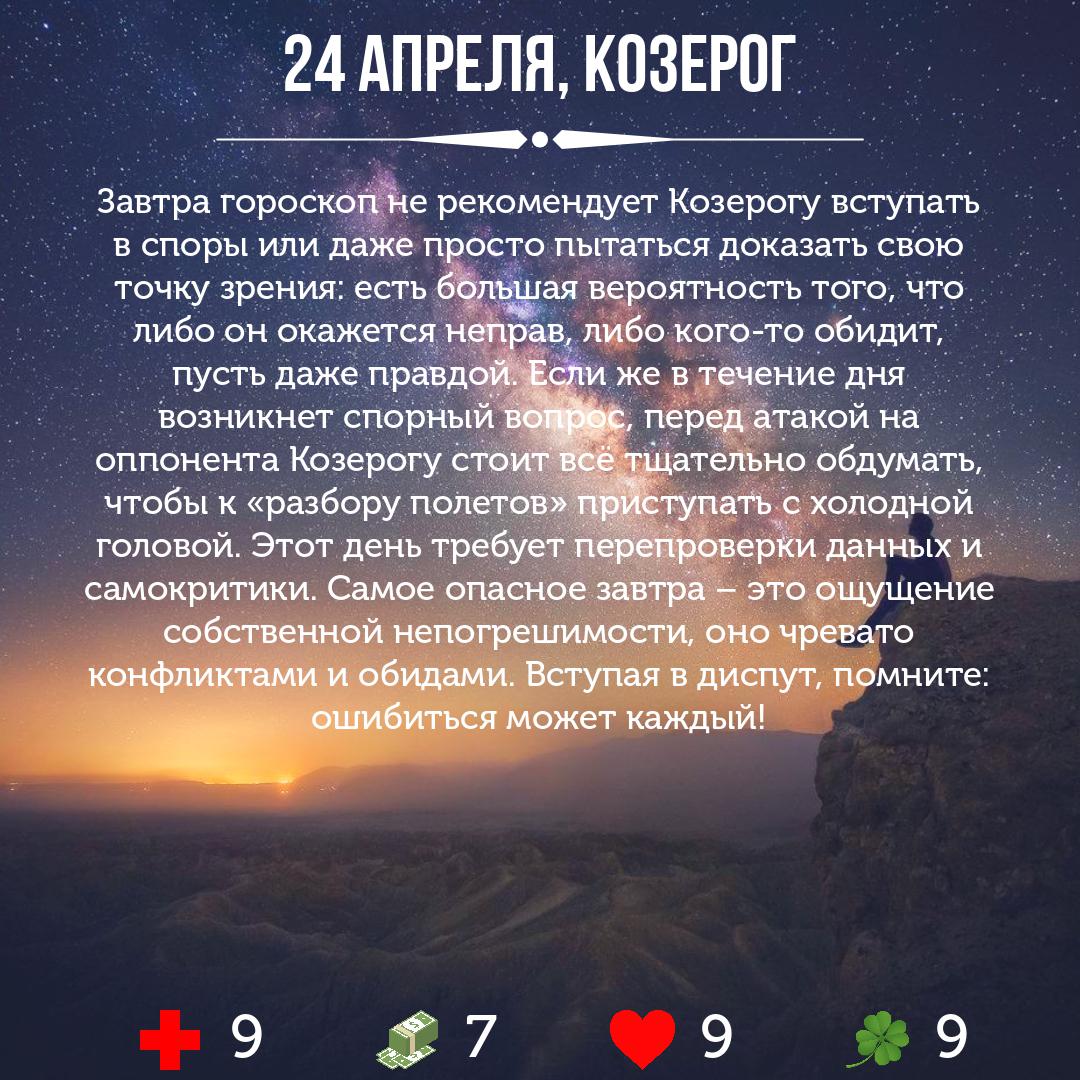 24 АПРЕЛЯ, КОЗЕРОГ
Завтра гороскоп не рекомендует Козерогу вступать
в споры или даже просто пытаться доказать свою
точку зрения: есть большая вероятность того, что
либо он окажется неправ, либо кого-то обидит,
пусть даже правдой. Если же в течение дня
возникнет спорный вопрос, перед атакой на
оппонента Козерогу стоит всё тщательно обдумать,
чтобы к «разбору полетов» приступать с холодной
головой. Этот день требует перепроверки данных и
самокритики. Самое опасное завтра – это ощущение
собственной непогрешимости, оно чревато
конфликтами и обидами. Вступая в диспут, помните:
ошибиться может каждый!
9 7 9 9